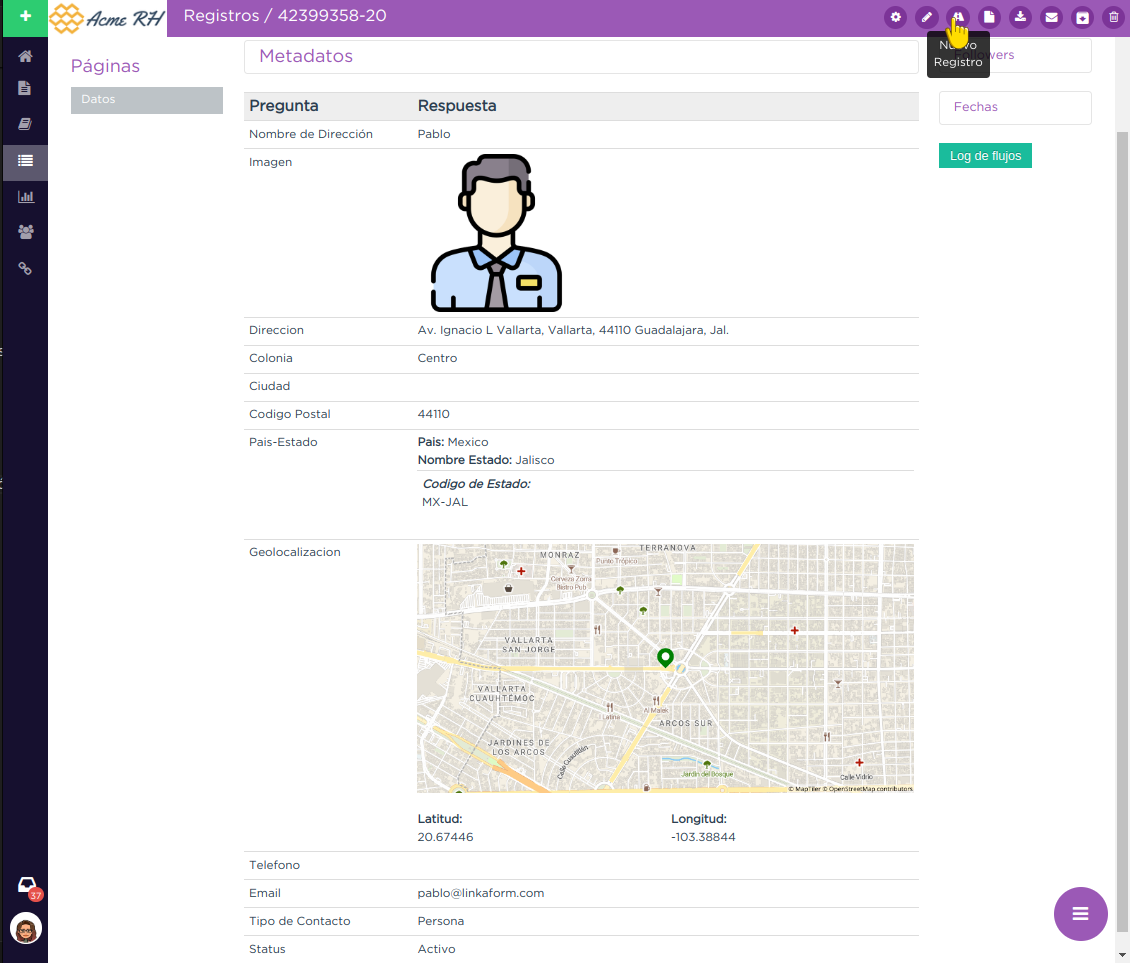 Acme RH
Registros / 42399358-20
Nuevo
Registro
Páginas
Datos
Metadatos
Pregunta Respuesta
Nombre de Dirección Pablo
Imagen
Direccion Av. Ignacio L Vallarta, Vallarta, 44110 Guadalajara, Jal.
Colonia Centro
Ciudad
Codigo Postal 44110
Pais-Estado Pais: Mexico
Nombre Estado: Jalisco
Codigo de Estado:
MX-JAL
Geolocalizacion
MONRAZ
TERRANOVA
Punto Trópico
Cerveza Zorra
Bistro Pub
VALLARTA
SAN JORGE
VALLARTA
CUAUHTÉMOC
Latina
Al Malek
ARCOS SUR
JARDINES DE
LOS ARCOS
Calle Cuautitlán
Jardín del Bosque
Calle Vidrio
© MapTiler © OpenStreetMap contributors
Latitud: Longitud:
20.67446 -103.38844
Telefono
Email pablo@linkaform.com
Tipo de Contacto Persona
Status Activo
Followers
Fechas
Log de flujos
37